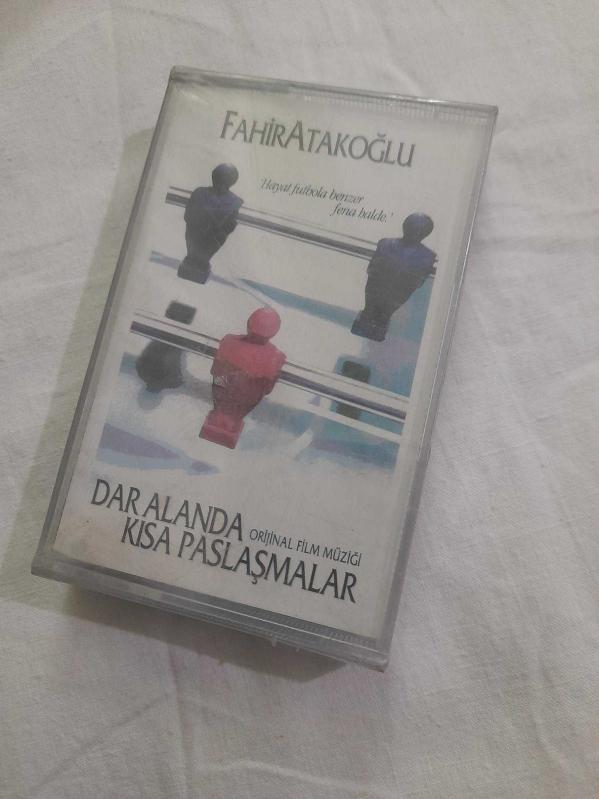 FAHİRATAKOĞLU
'Hayat futbola benzer
fena halde.'
DAR ALANDA
ORİJİNAL FİLM MÜZİĞİ
KISA PASLAŞMALAR